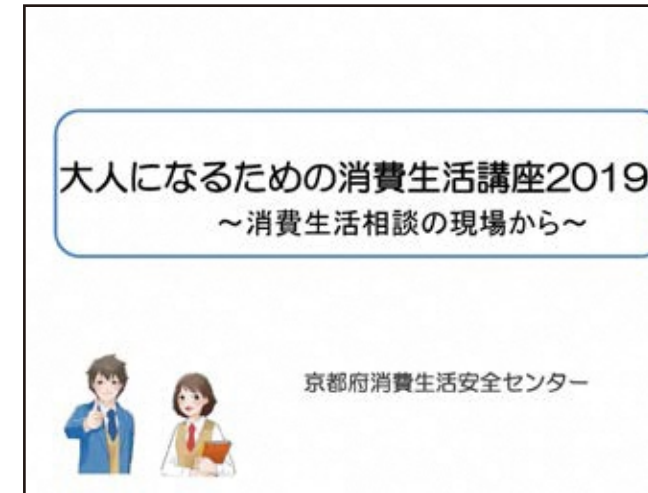 大人になるための消費生活講座2019
～消費生活相談の現場から～
京都府消費生活安全センター